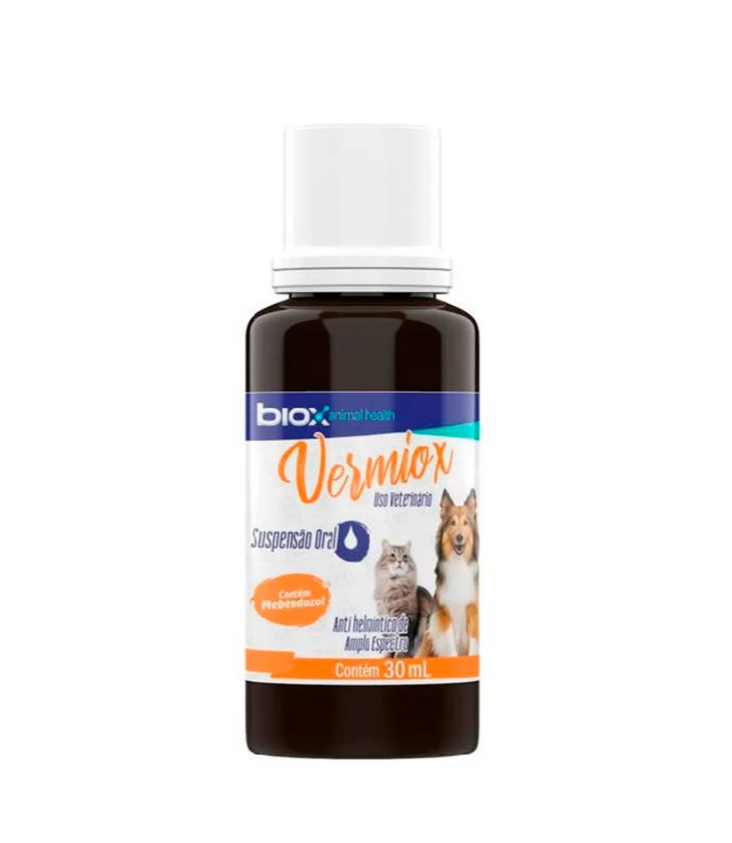 biox animal health
Vermiox
Uso Veterinário
Suspensão Oral
Contém
Mebendazol
Anti helmíntico de
Amplo Espectro
Contém 30 mL